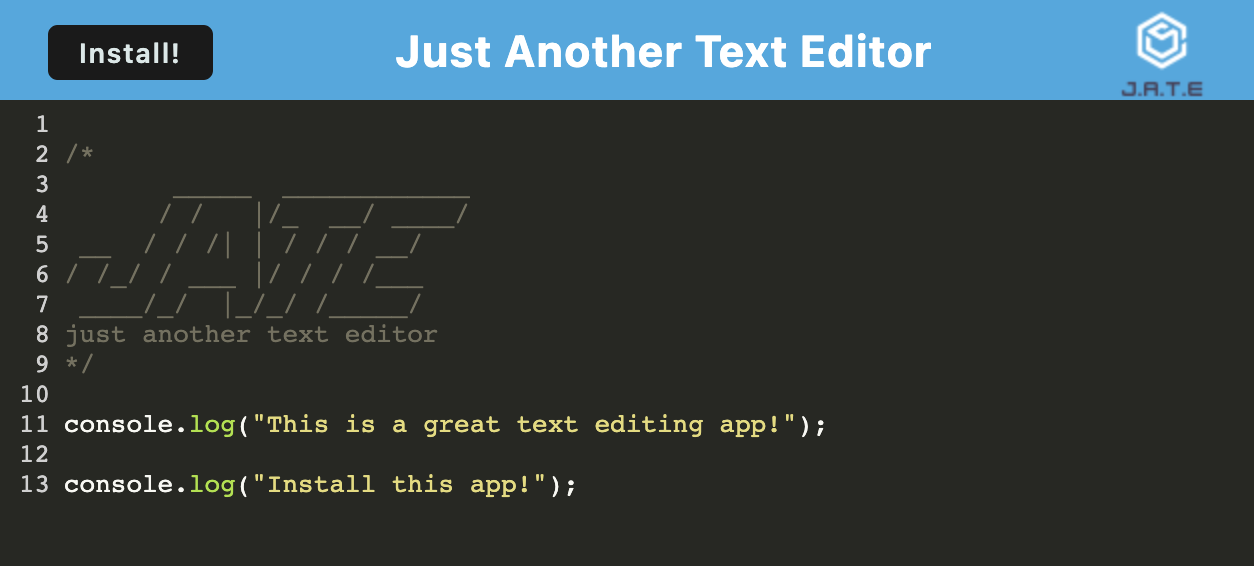 Install!
Just Another Text Editor
J.A.T.E
1
2 /*
3        _____  ____________
4       / /   |/_  __/ ____/
5  __  / / /| | / / / __/
6 / /_/ / ___ |/ / / /___
7  ____/_/  |_/_/ /_____/
8 just another text editor
9 */
10
11 console.log("This is a great text editing app!");
12
13 console.log("Install this app!");